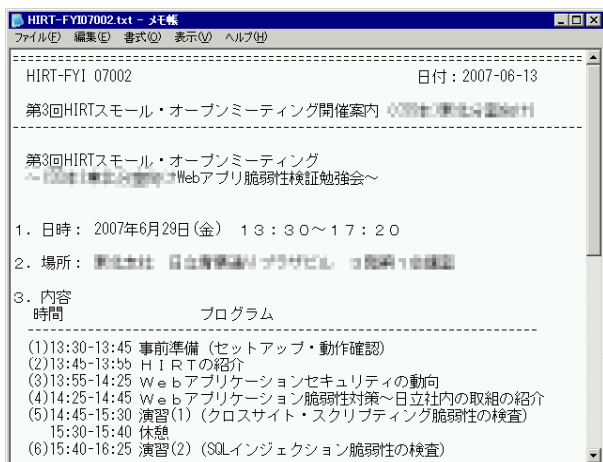 HIRT-FYI07002.txt - メモ帳
ファイル(F) 編集(E) 書式(O) 表示(V) ヘルプ(H)
================================================================
HIRT-FYI 07002 日付：2007-06-13
第3回HIRTスモール・オープンミーティング開催案内
----------------------------------------------------------------
第3回HIRTスモール・オープンミーティング
～ Webアプリ脆弱性検証勉強会～
1．日時： 2007年6月29日(金) １３：３０～１７：２０
2．場所：
3．内容
時間 プログラム
----------------------------------------------------------------
(1)13:30-13:45 事前準備（セットアップ・動作確認）
(2)13:45-13:55 ＨＩＲＴの紹介
(3)13:55-14:25 Ｗｅｂアプリケーションセキュリティの動向
(4)14:25-14:45 Ｗｅｂアプリケーション脆弱性対策～日立社内の取組の紹介
(5)14:45-15:30 演習(1)（クロスサイト・スクリプティング脆弱性の検査）
15:30-15:40 休憩
(6)15:40-16:25 演習(2)（SQLインジェクション脆弱性の検査）